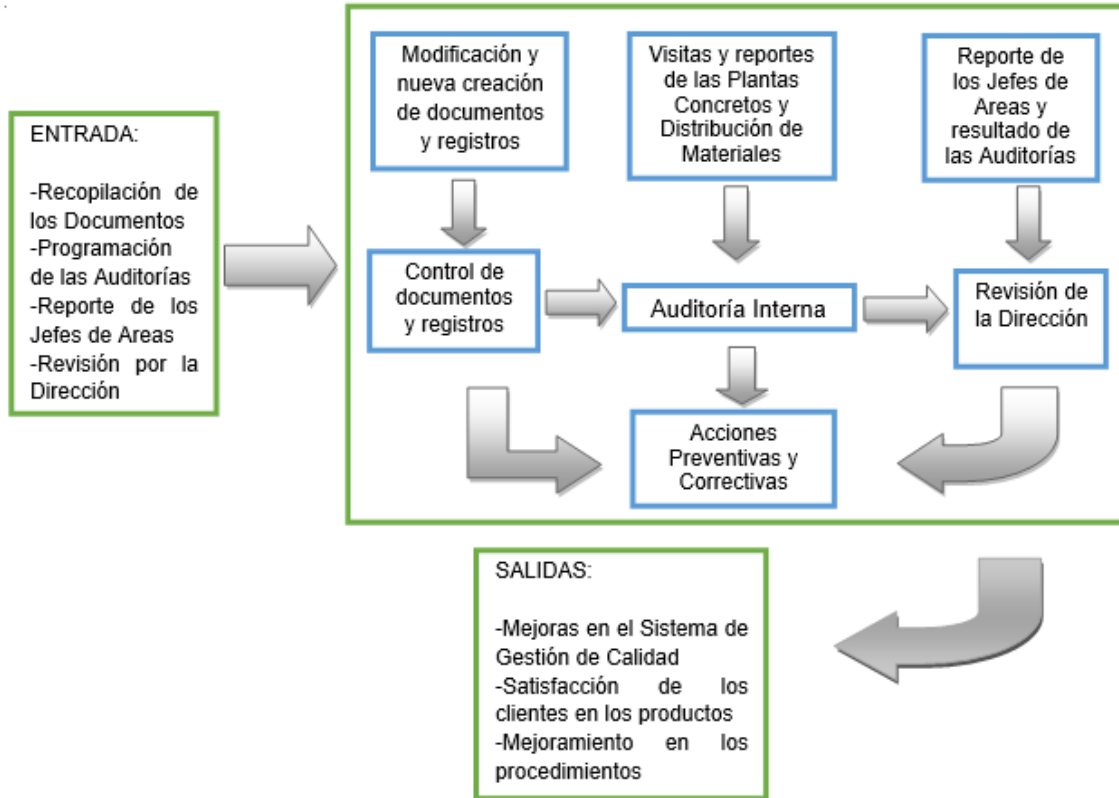 ENTRADA:
-Recopilación de
los Documentos
-Programación
de las Auditorías
-Reporte de los
Jefes de Areas
-Revisión por la
Dirección
Modificación y
nueva creación
de documentos
y registros
Visitas y reportes
de las Plantas
Concretos y
Distribución de
Materiales
Reporte de
los Jefes de
Areas y
resultado de
las Auditorías
Control de
documentos
y registros
Auditoría Interna
Revisión de
la Dirección
Acciones
Preventivas y
Correctivas
SALIDAS:
-Mejoras en el Sistema de
Gestión de Calidad
-Satisfacción de los
clientes en los productos
-Mejoramiento en los
procedimientos